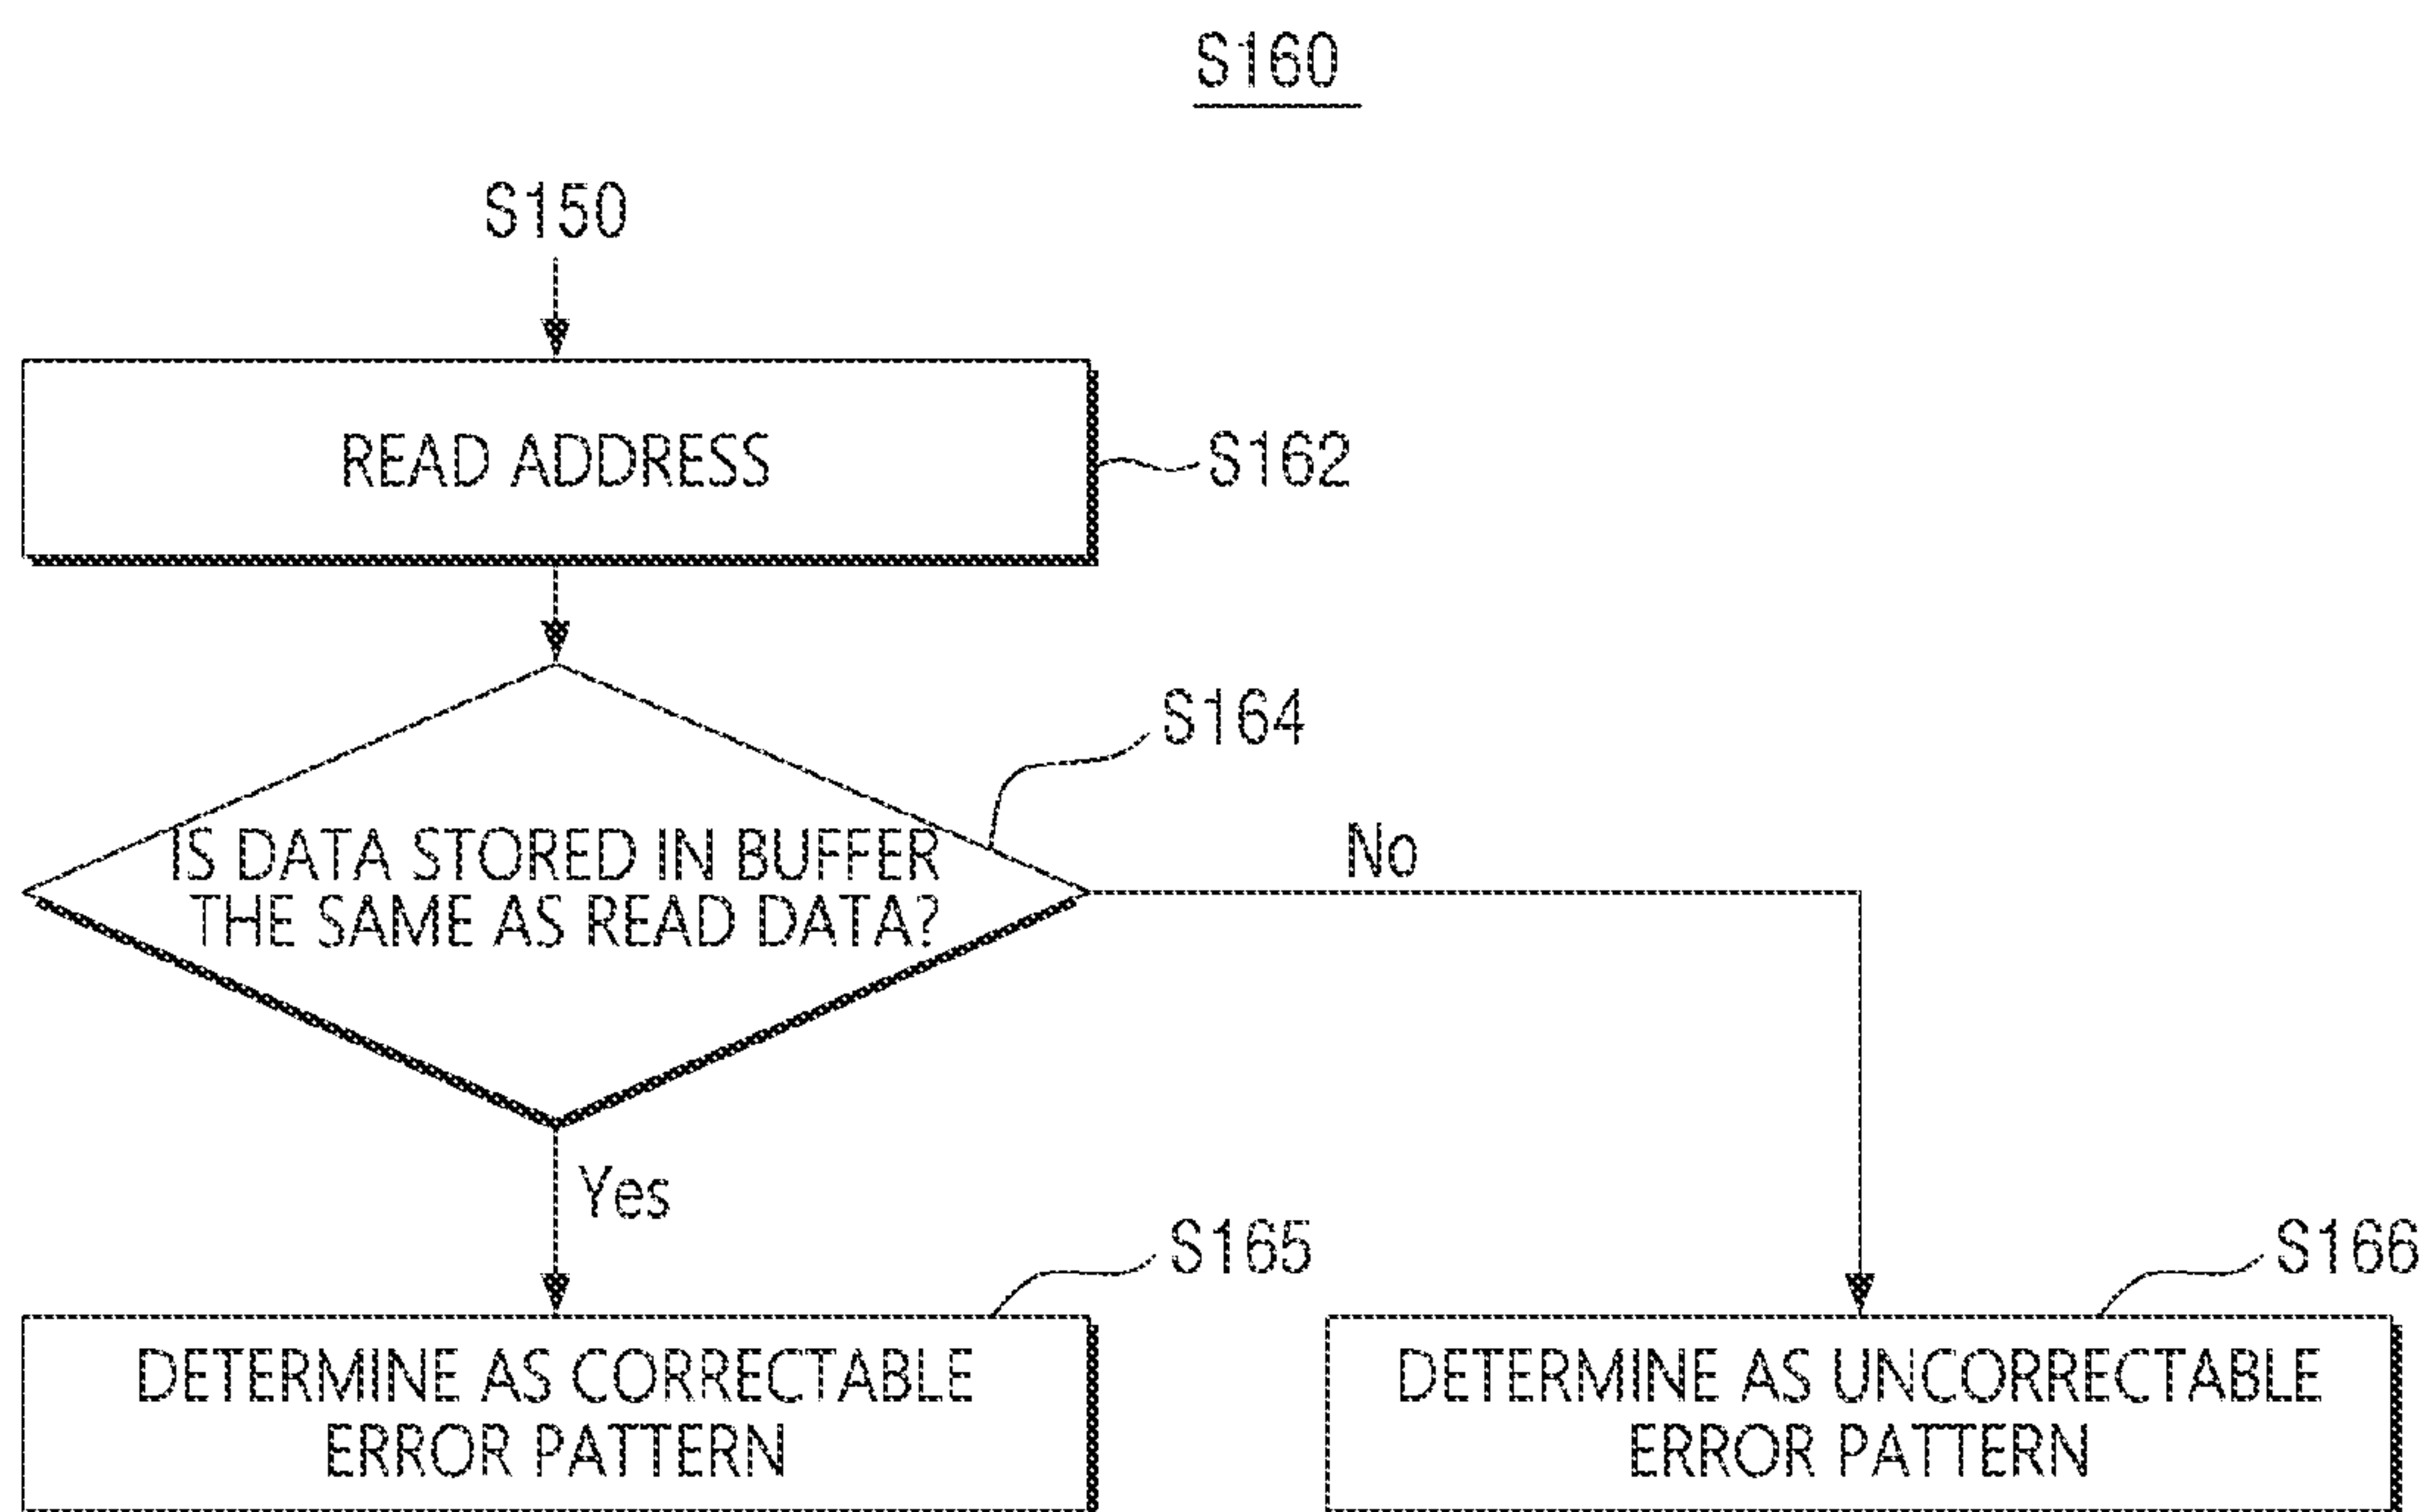 S160
S150
READ ADDRESS
S162
S164
IS DATA STORED IN BUFFER
THE SAME AS READ DATA?
No
Yes
S165
S166
DETERMINE AS CORRECTABLE
ERROR PATTERN
DETERMINE AS UNCORRECTABLE
ERROR PATTERN